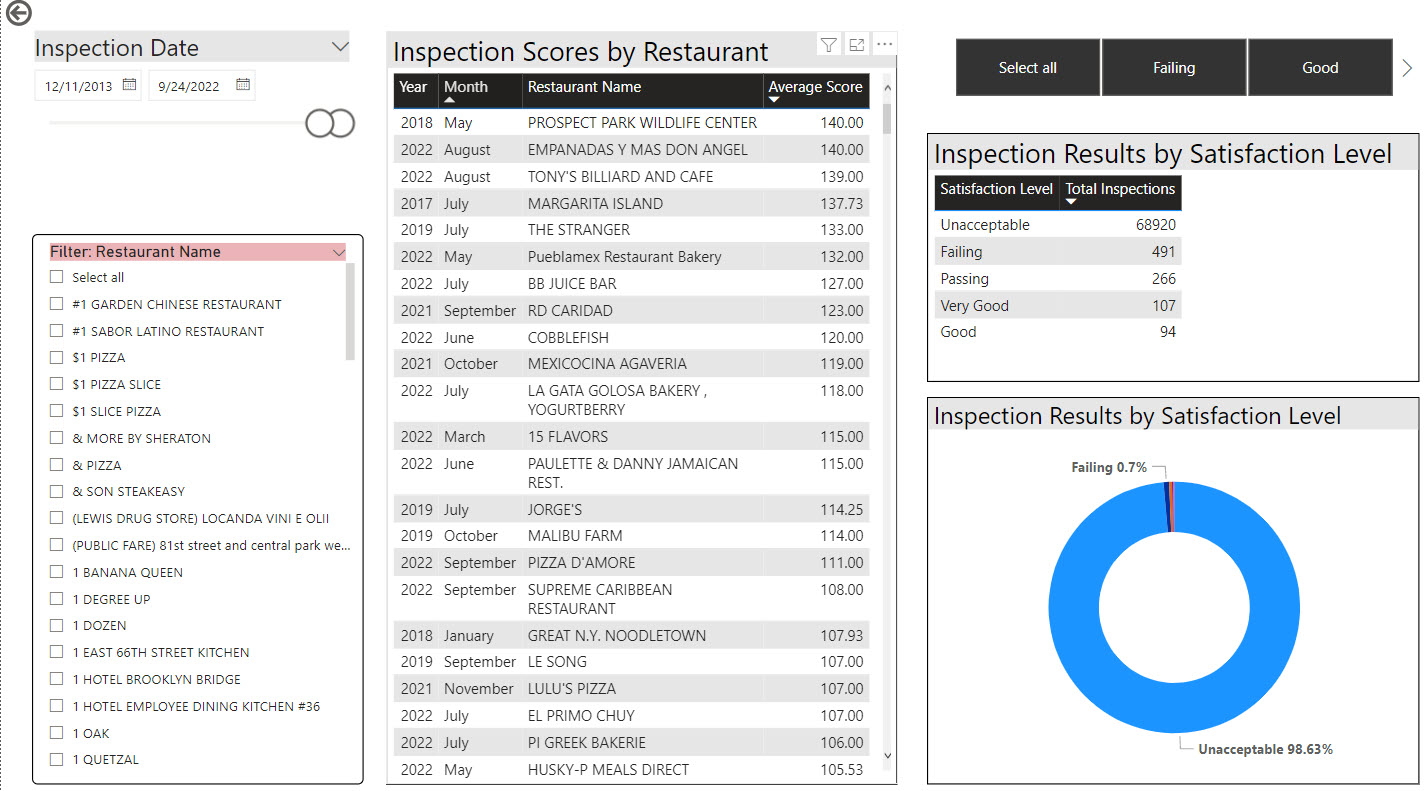 Inspection Date
12/11/2013
9/24/2022
Filter: Restaurant Name
Select all
#1 GARDEN CHINESE RESTAURANT
#1 SABOR LATINO RESTAURANT
$1 PIZZA
$1 PIZZA SLICE
$1 SLICE PIZZA
& MORE BY SHERATON
& PIZZA
& SON STEAKEASY
(LEWIS DRUG STORE) LOCANDA VINI E OLII
(PUBLIC FARE) 81st street and central park we...
1 BANANA QUEEN
1 DEGREE UP
1 DOZEN
1 EAST 66TH STREET KITCHEN
1 HOTEL BROOKLYN BRIDGE
1 HOTEL EMPLOYEE DINING KITCHEN #36
1 OAK
1 QUETZAL
Inspection Scores by Restaurant
Year Month Restaurant Name Average Score
2018 May PROSPECT PARK WILDLIFE CENTER 140.00
2022 August EMPANADAS Y MAS DON ANGEL 140.00
2022 August TONY'S BILLIARD AND CAFE 139.00
2017 July MARGARITA ISLAND 137.73
2019 July THE STRANGER 133.00
2022 May Pueblamex Restaurant Bakery 132.00
2022 July BB JUICE BAR 127.00
2021 September RD CARIDAD 123.00
2022 June COBBLEFISH 120.00
2021 October MEXICOCINA AGAVERIA 119.00
2022 July LA GATA GOLOSA BAKERY , 118.00
YOGURTBERRY
2022 March 15 FLAVORS 115.00
2022 June PAULETTE & DANNY JAMAICAN 115.00
REST.
2019 July JORGE'S 114.25
2019 October MALIBU FARM 114.00
2022 September PIZZA D'AMORE 111.00
2022 September SUPREME CARIBBEAN 108.00
RESTAURANT
2018 January GREAT N.Y. NOODLETOWN 107.93
2019 September LE SONG 107.00
2021 November LULU'S PIZZA 107.00
2022 July EL PRIMO CHUY 107.00
2022 July PI GREEK BAKERIE 106.00
2022 May HUSKY-P MEALS DIRECT 105.53
Select all
Failing
Good
Inspection Results by Satisfaction Level
Satisfaction Level Total Inspections
Unacceptable 68920
Failing 491
Passing 266
Very Good 107
Good 94
Inspection Results by Satisfaction Level
Failing 0.7%
Unacceptable 98.63%